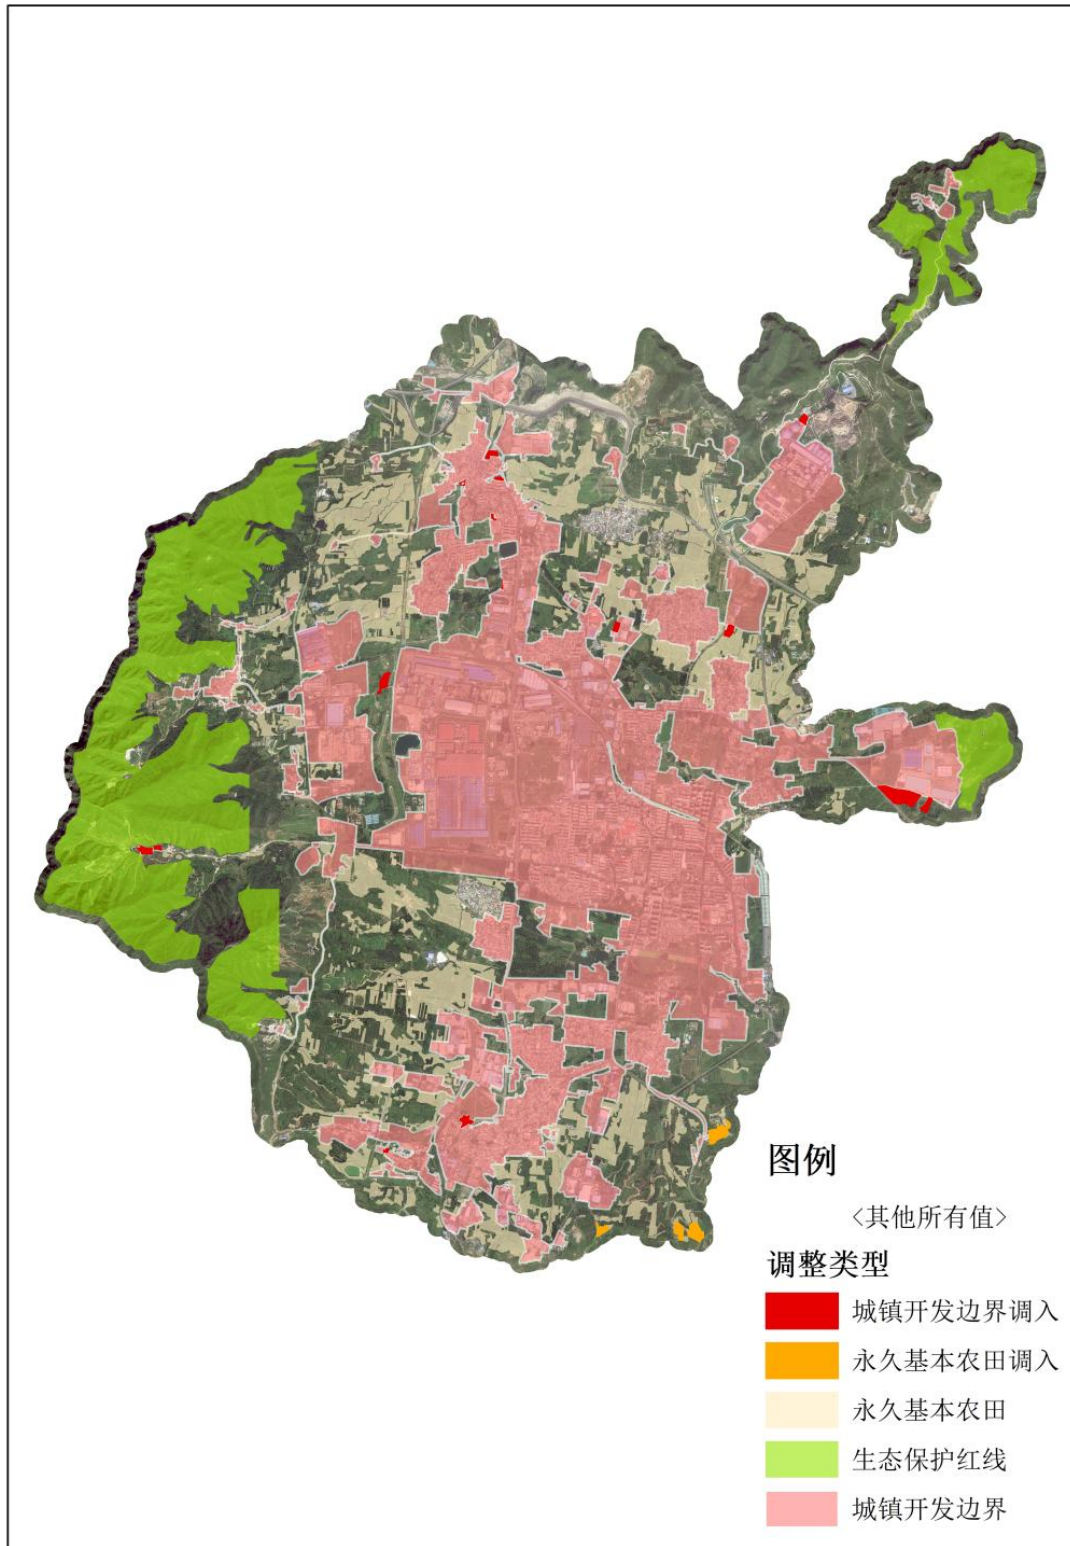 图例
<其他所有值>
调整类型
城镇开发边界调入
永久基本农田调入
永久基本农田
生态保护红线
城镇开发边界